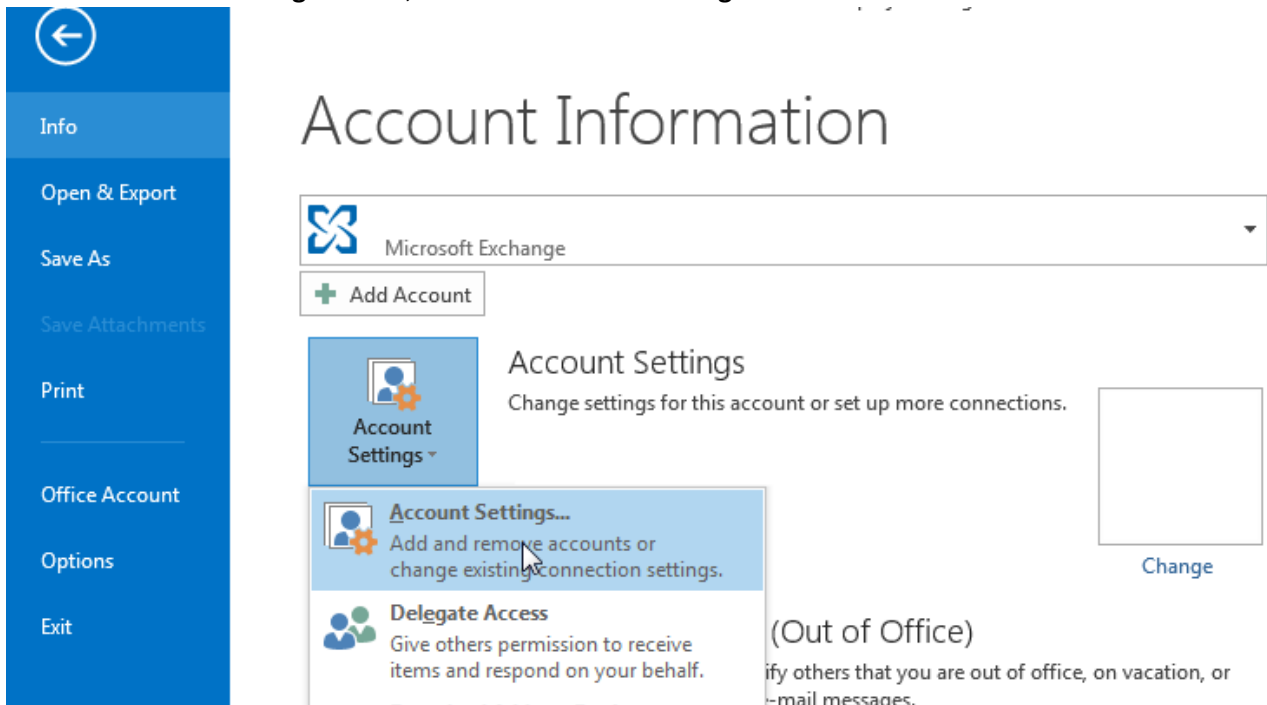 Info
Open & Export
Save As
Save Attachments
Print
Office Account
Options
Exit
Account Information
Microsoft Exchange
Add Account
Account
Settings
Account Settings
Change settings for this account or set up more connections.
Account Settings...
Add and remove accounts or
change existing connection settings.
Delegate Access
Give others permission to receive
items and respond on your behalf.
Change
(Out of Office)
ify others that you are out of office, on vacation, or
-mail messages.